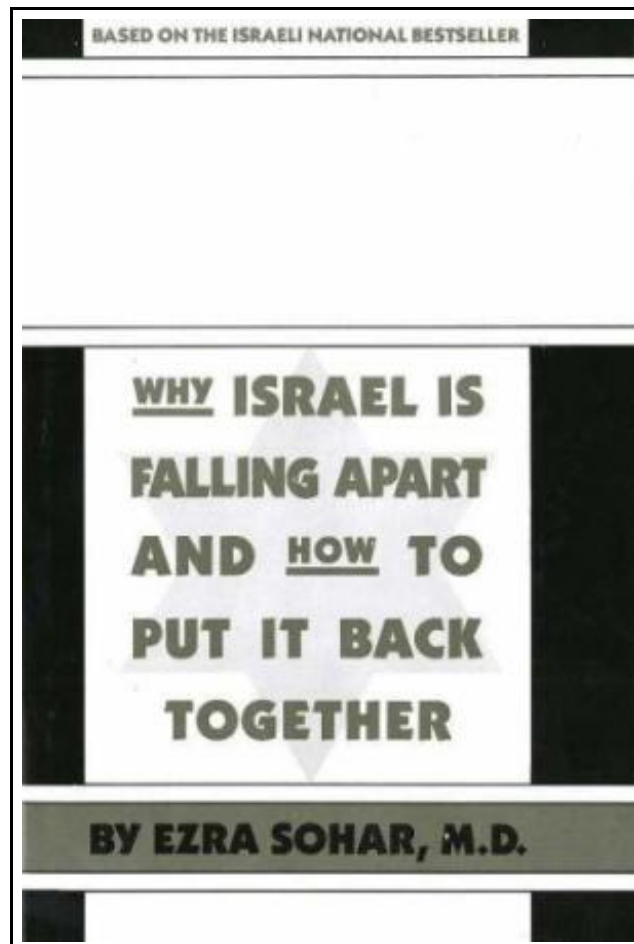 BASED ON THE ISRAELI NATIONAL BESTSELLER
WHY ISRAEL IS
FALLING APART
AND HOW TO
PUT IT BACK
TOGETHER
BY EZRA SOHAR, M.D.